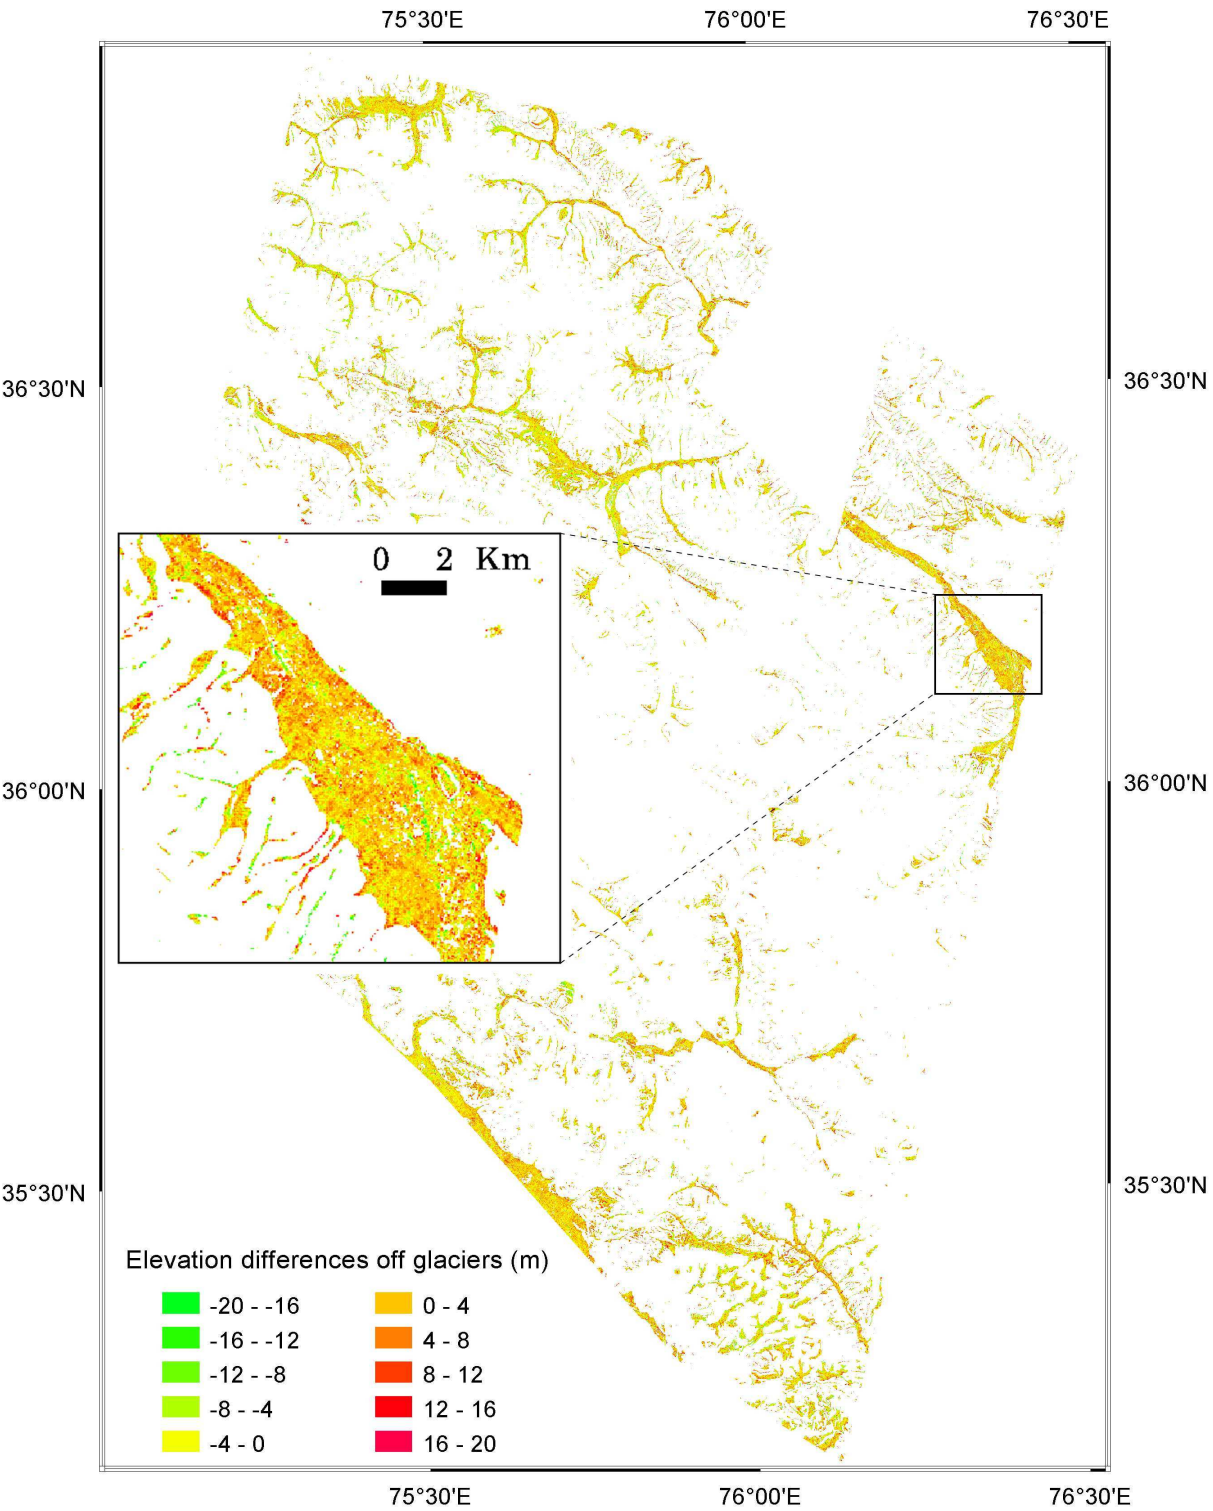 75°30'E 76°00'E 76°30'E
36°30'N 36°30'N
0 2 Km
36°00'N 36°00'N
35°30'N 35°30'N
Elevation differences off glaciers (m)
-20 - -16 0 - 4
-16 - -12 4 - 8
-12 - -8 8 - 12
-8 - -4 12 - 16
-4 - 0 16 - 20
75°30'E 76°00'E 76°30'E